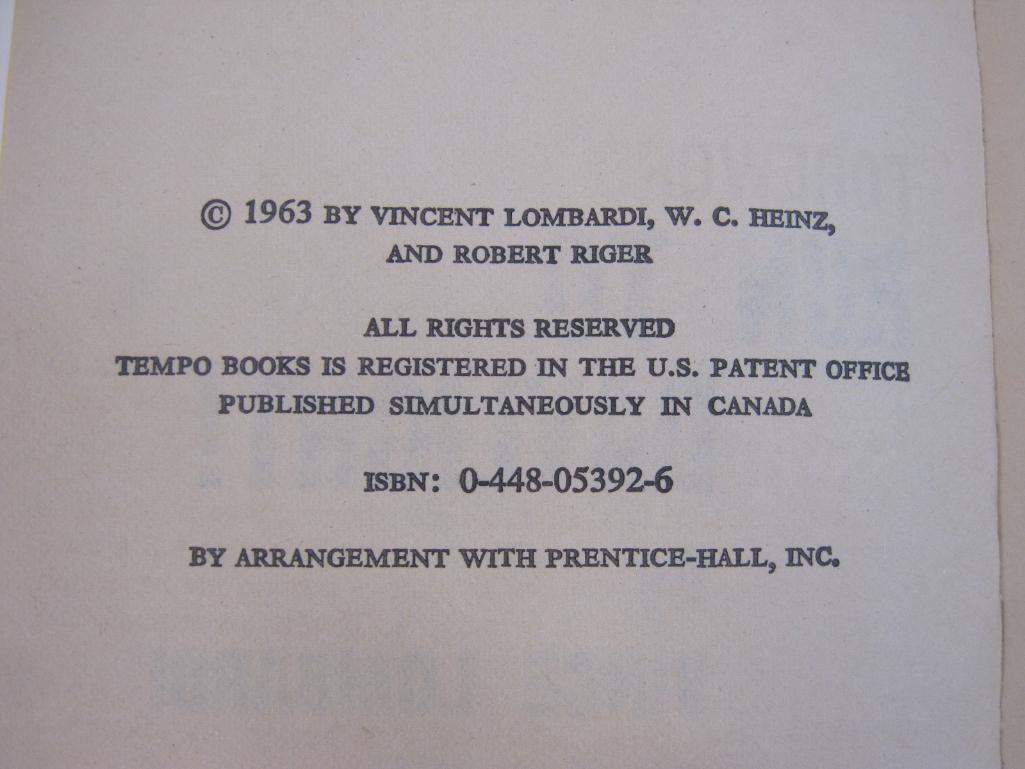 © 1963 BY VINCENT LOMBARDI, W. C. HEINZ,
AND ROBERT RIGER
ALL RIGHTS RESERVED
TEMPO BOOKS IS REGISTERED IN THE U.S. PATENT OFFICE
PUBLISHED SIMULTANEOUSLY IN CANADA
ISBN: 0-448-05392-6
BY ARRANGEMENT WITH PRENTICE-HALL, INC.